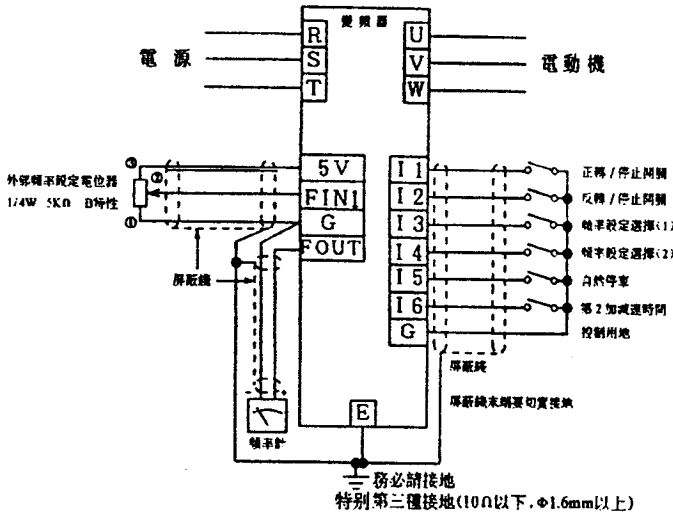 變頻器
電源
R
S
T
U
V
W
電動機
③
②
①
外部頻率設定電位器
1/4W 5KΩ B特性
5V
FIN1
G
FOUT
屏蔽線
頻率計
I1
I2
I3
I4
I5
I6
G
正轉/停止開關
反轉/停止開關
頻率設定選擇(1)
頻率設定選擇(2)
自然停車
第2加減速時間
控制用地
屏蔽線
屏蔽線末端要切實接地
E
務必請接地
特別第三種接地(10Ω以下,Φ1.6mm以上)